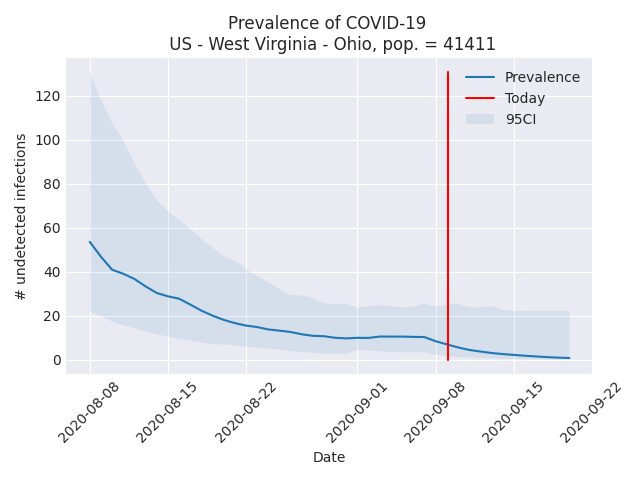 Prevalence of COVID-19
US - West Virginia - Ohio, pop. = 41411
Prevalence
Today
95CI
120
100
80
60
40
20
0
# undetected infections
2020-08-08
2020-08-15
2020-08-22
2020-09-01
2020-09-08
2020-09-15
2020-09-22
Date